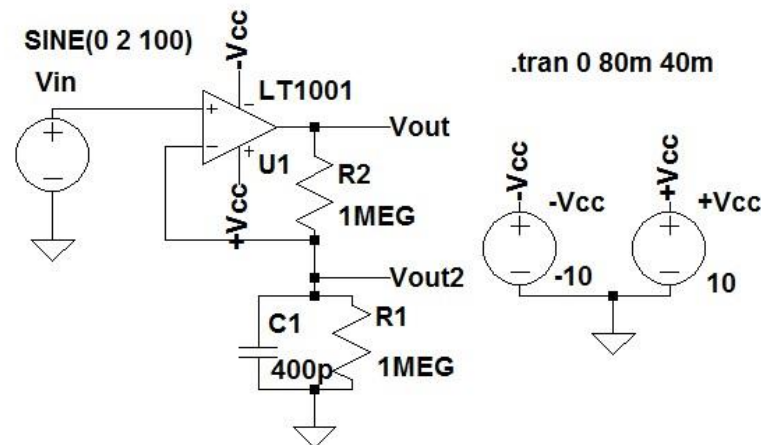 SINE(0 2 100)
Vin
-Vcc
LT1001
U1
+Vcc
Vout
R2
1MEG
Vout2
C1
400p
R1
1MEG
.tran 0 80m 40m
-Vcc
-Vcc
-10
+Vcc
+Vcc
10